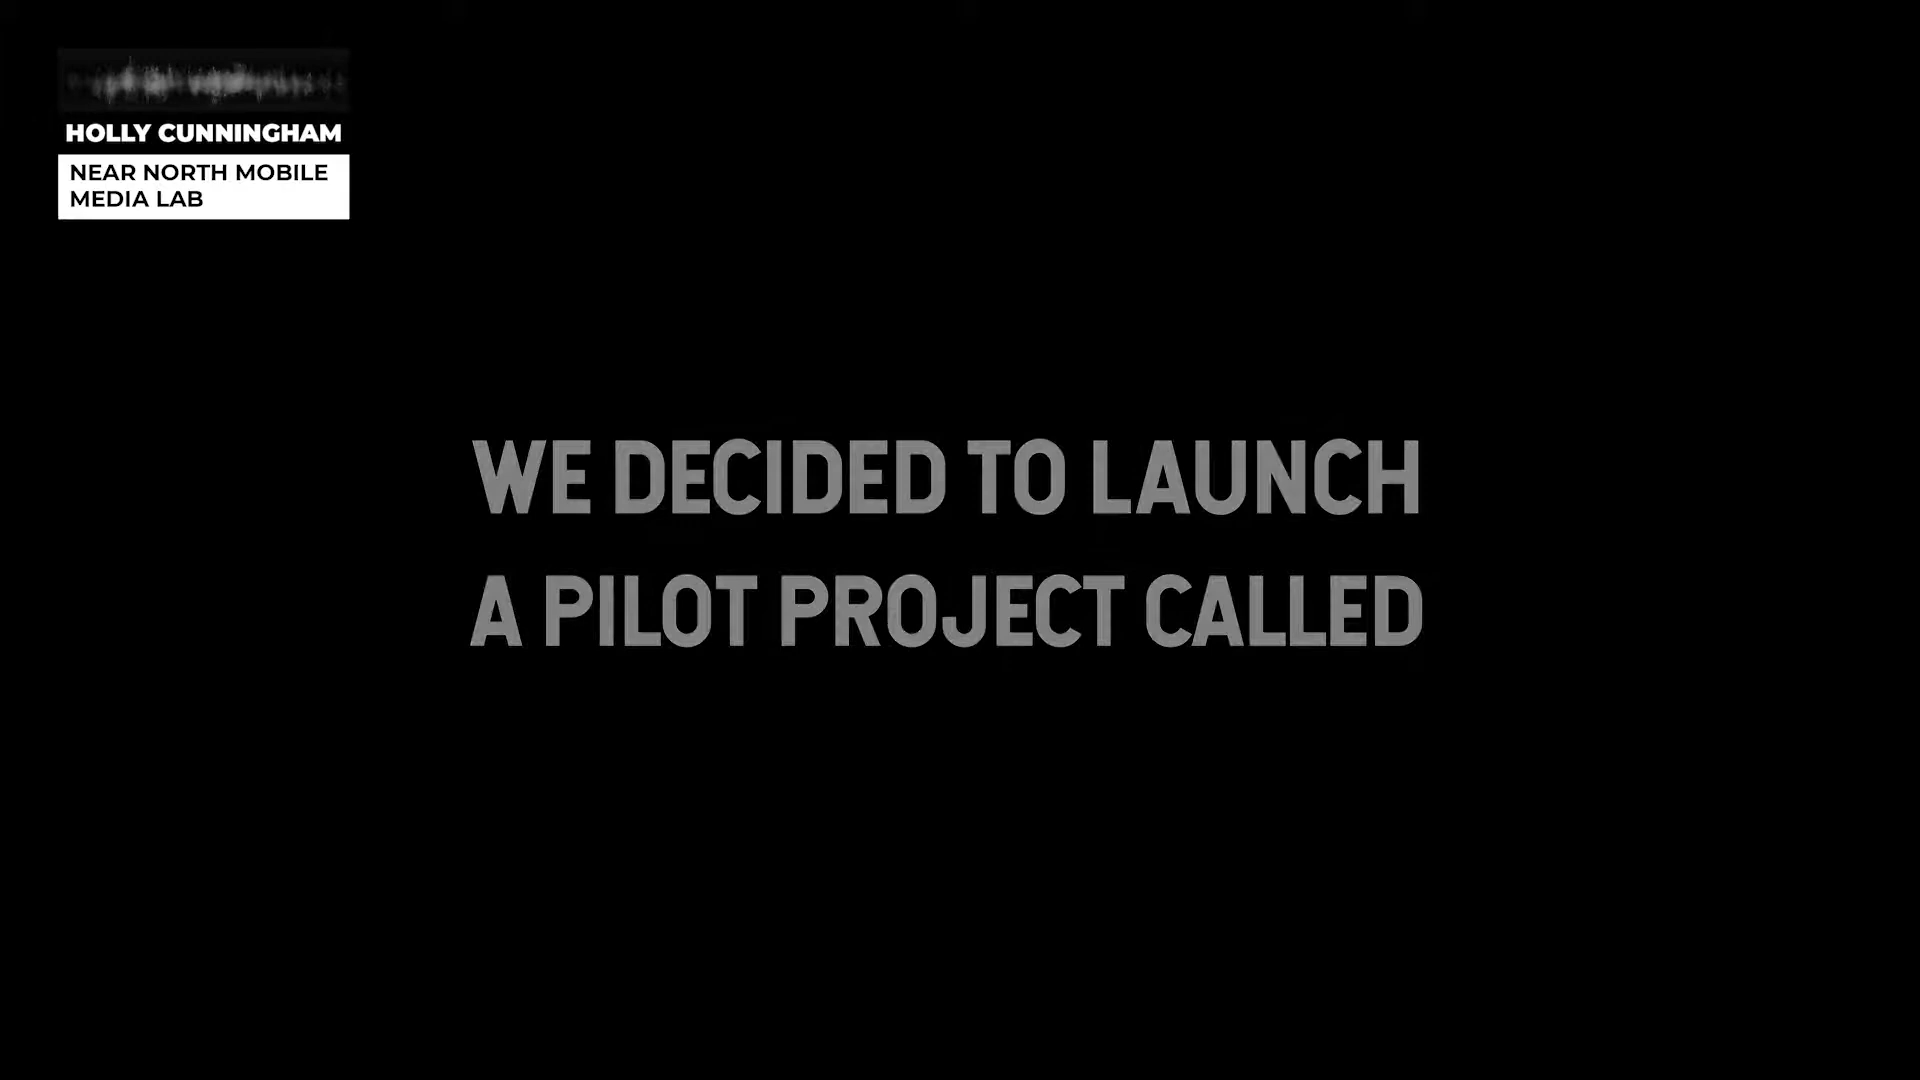 HOLLY CUNNINGHAM
NEAR NORTH MOBILE
MEDIA LAB
WE DECIDED TO LAUNCH
A PILOT PROJECT CALLED